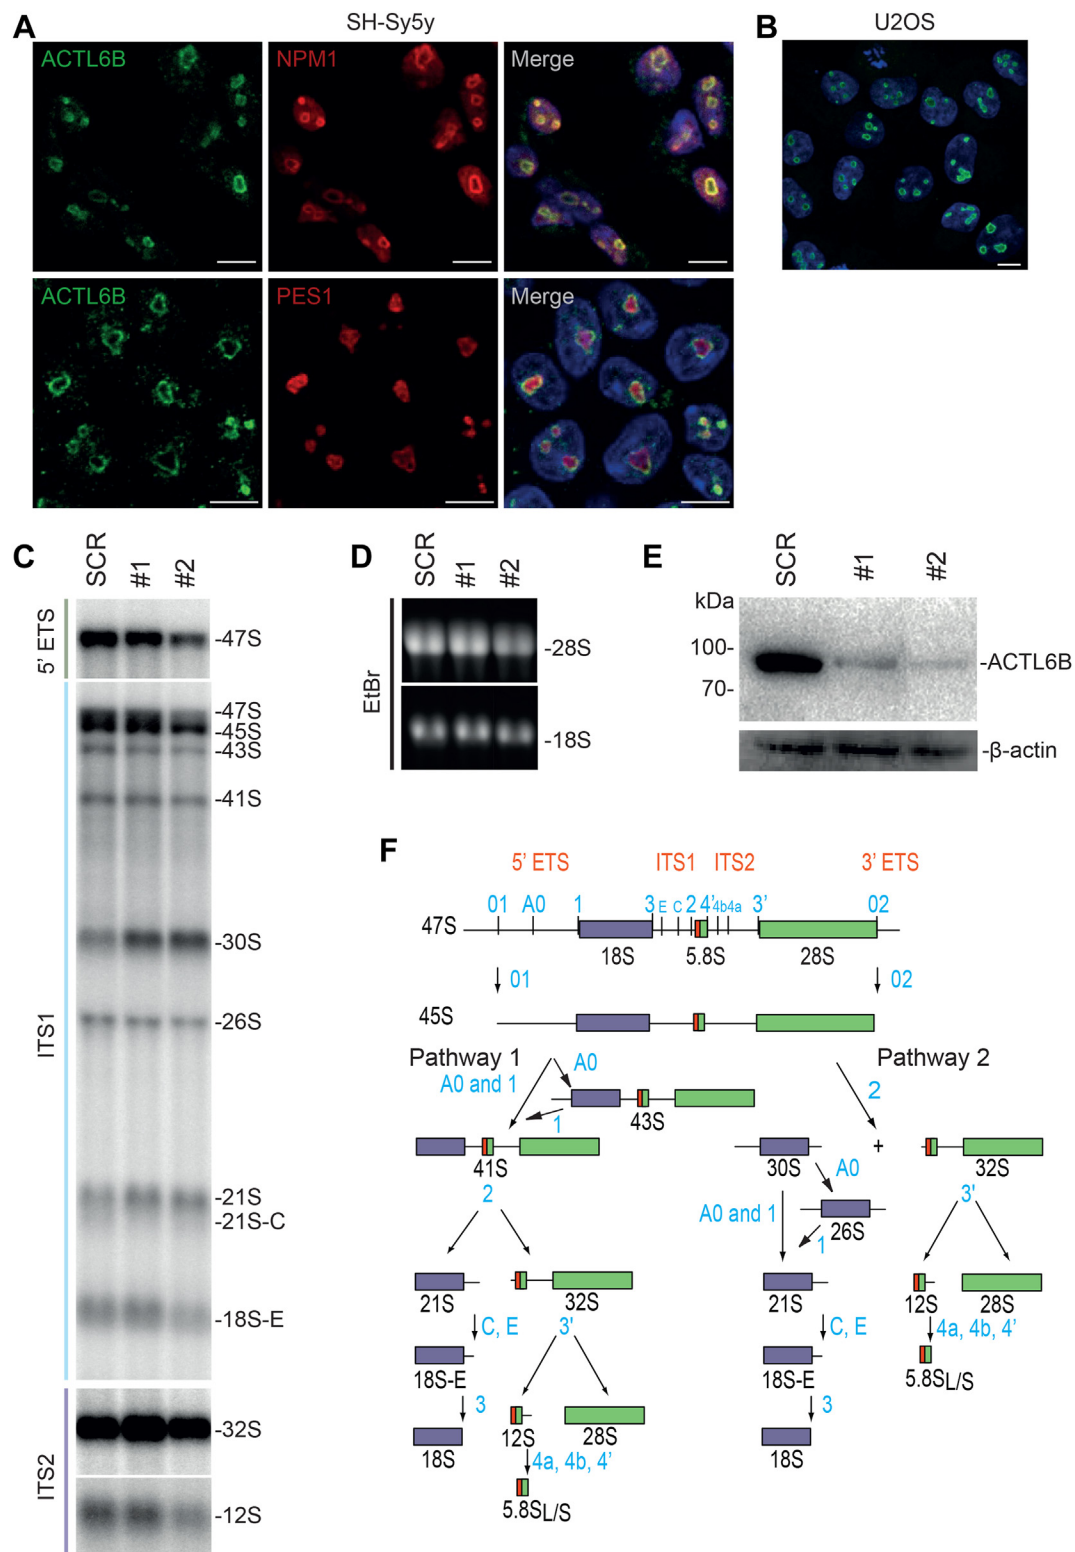 A
SH-Sy5y
B
U2OS
ACTL6B
NPM1
Merge
ACTL6B
PES1
Merge
C
SCR
#1
#2
5' ETS
-47S
ITS1
-47S
-45S
-43S
-41S
-30S
-26S
-21S
-21S-C
-18S-E
ITS2
-32S
-12S
D
SCR
#1
#2
EtBr
-28S
-18S
E
SCR
#1
#2
kDa
100-
70-
-ACTL6B
-β-actin
F
5' ETS ITS1 ITS2 3' ETS
01 A0 1 3 E C 2 4' 4b4a 3' 02
47S
18S 5.8S 28S
01 02
45S
Pathway 1 Pathway 2
A0 and 1 A0 2
43S
1
41S 30S + 32S
2 A0 3'
A0 and 1
26S
1
21S 32S 21S 12S 28S
C, E 3' C, E 4a, 4b, 4'
18S-E 18S-E 5.8SL/S
3 12S 28S 3
18S 18S
4a, 4b, 4'
5.8SL/S